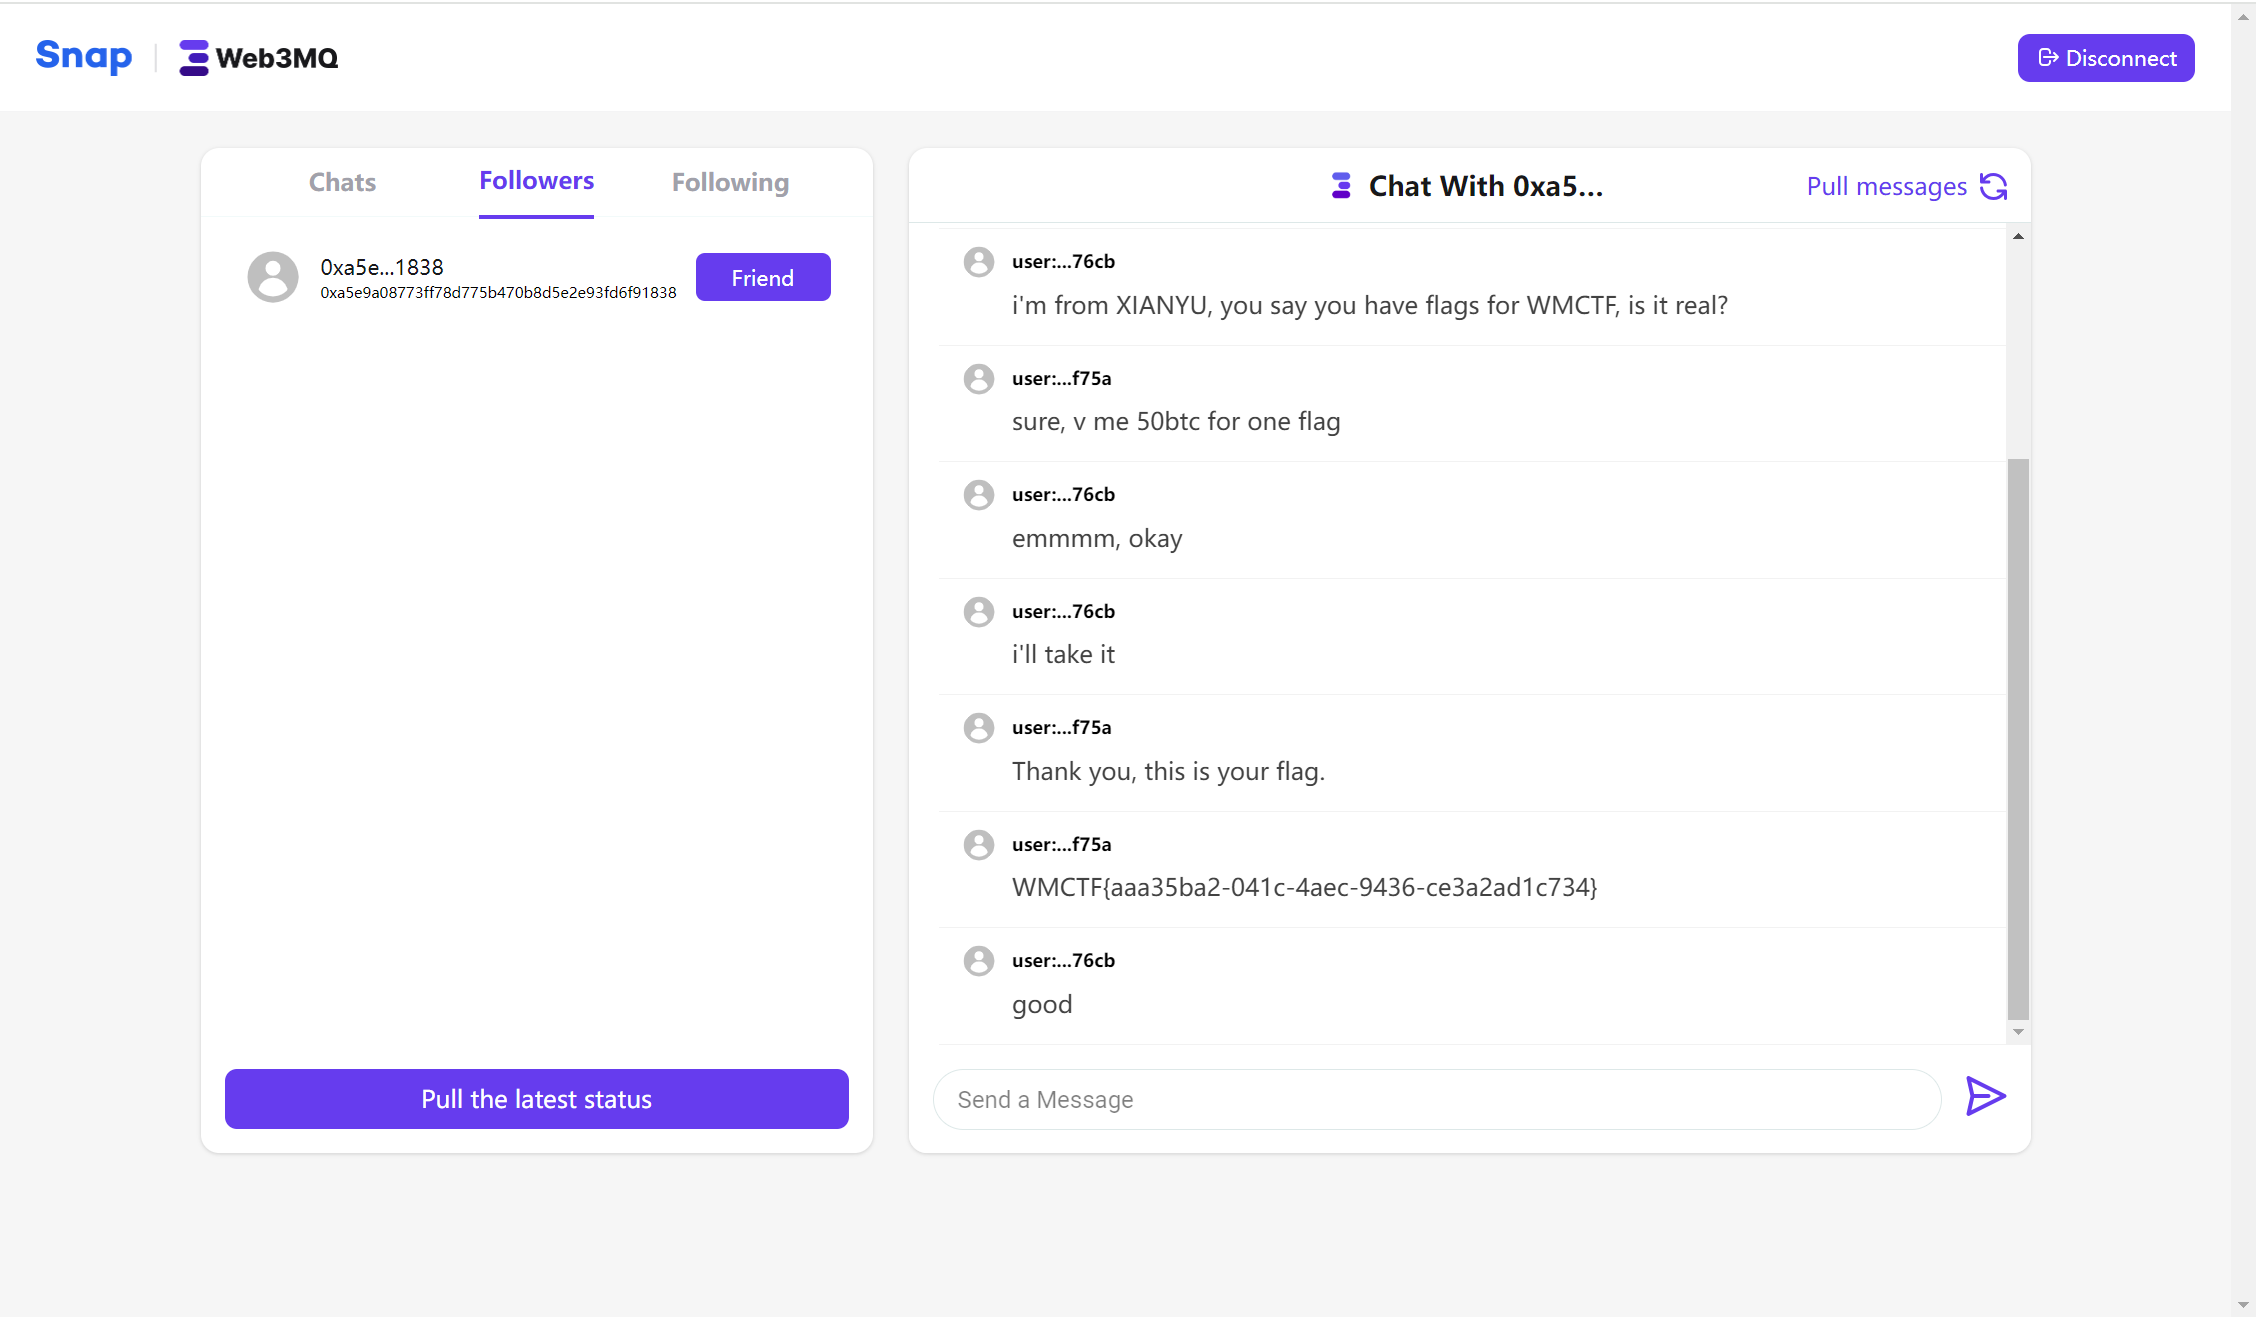 Snap
Web3MQ
Disconnect
Chats
Followers
Following
0xa5e...1838
0xa5e9a08773ff78d775b470b8d5e2e93fd6f91838
Friend
Pull the latest status
Chat With 0xa5...
Pull messages
user:...76cb
i'm from XIANYU, you say you have flags for WMCTF, is it real?
user:...f75a
sure, v me 50btc for one flag
user:...76cb
emmmm, okay
user:...76cb
i'll take it
user:...f75a
Thank you, this is your flag.
user:...f75a
WMCTF{aaa35ba2-041c-4aec-9436-ce3a2ad1c734}
user:...76cb
good
Send a Message